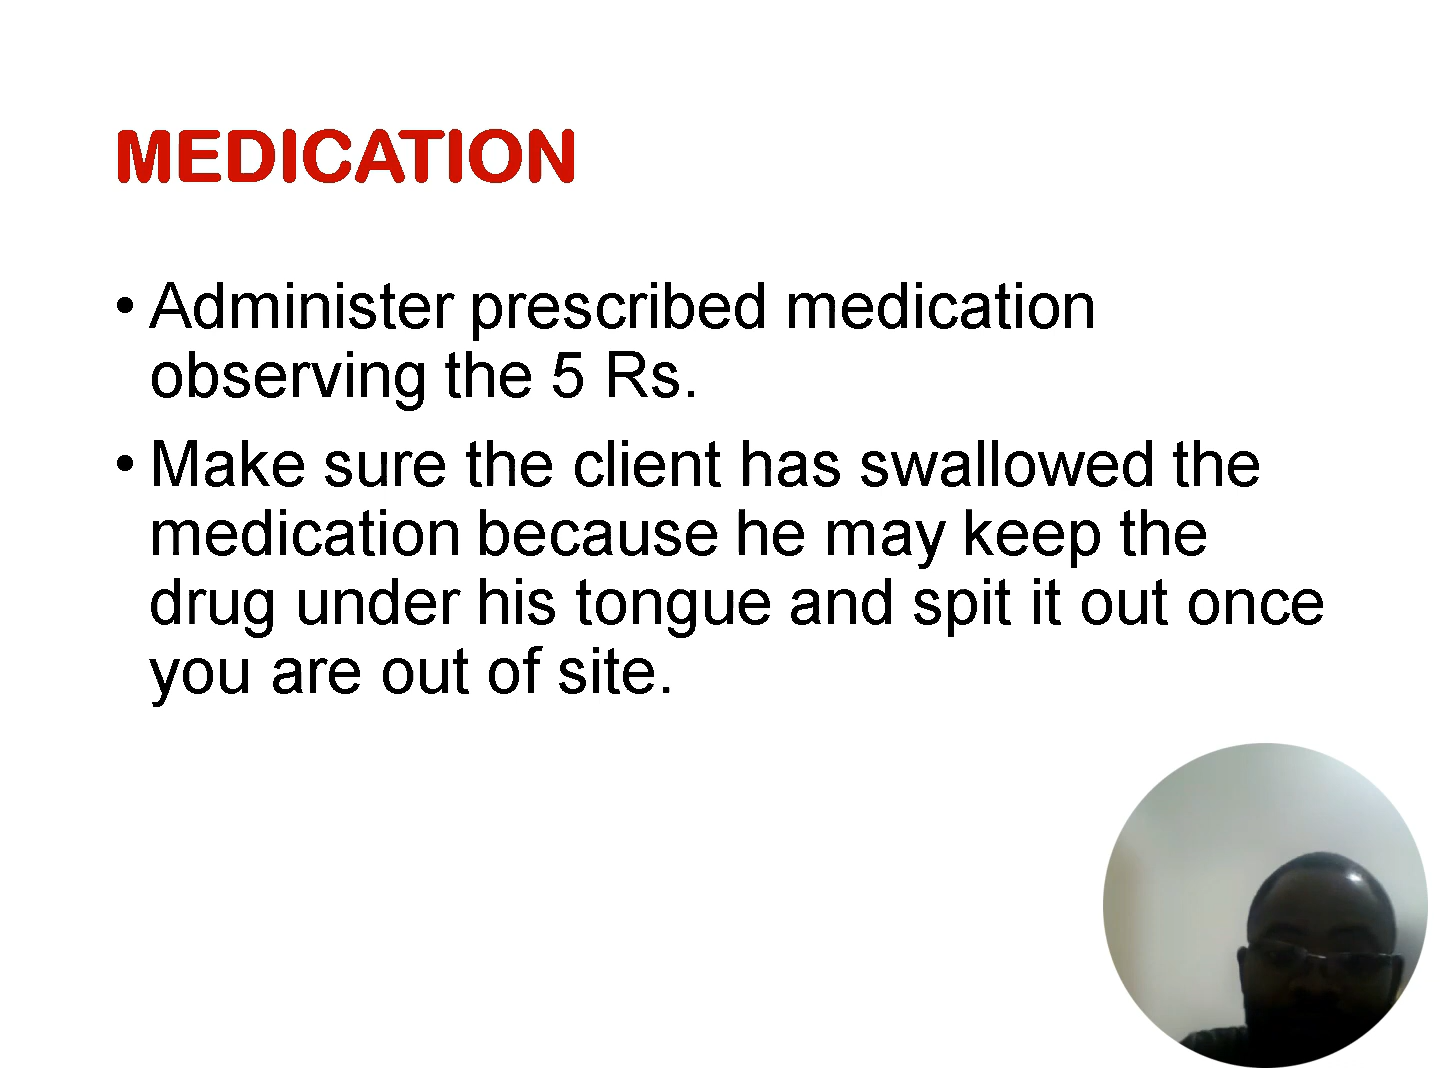 MEDICATION
• Administer prescribed medication
observing the 5 Rs.
• Make sure the client has swallowed the
medication because he may keep the
drug under his tongue and spit it out once
you are out of site.